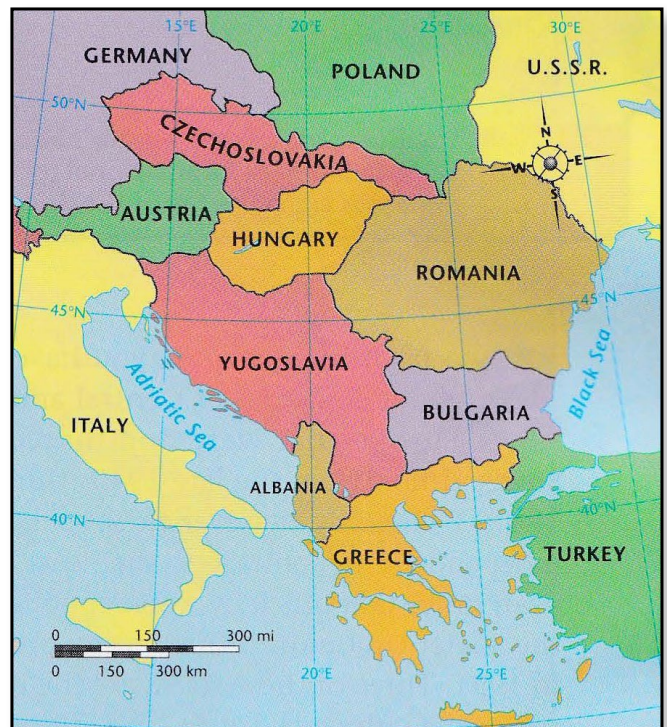 15°E
25°E
30°E
GERMANY
POLAND
U.S.S.R.
50°N
N
W E
S
CZECHOSLOVAKIA
AUSTRIA
HUNGARY
ROMANIA
45°N
45°N
YUGOSLAVIA
Adriatic Sea
Black Sea
ITALY
BULGARIA
ALBANIA
40°N
40°N
GREECE
TURKEY
0 150 300 mi
0 150 300 km
20°E
25°E